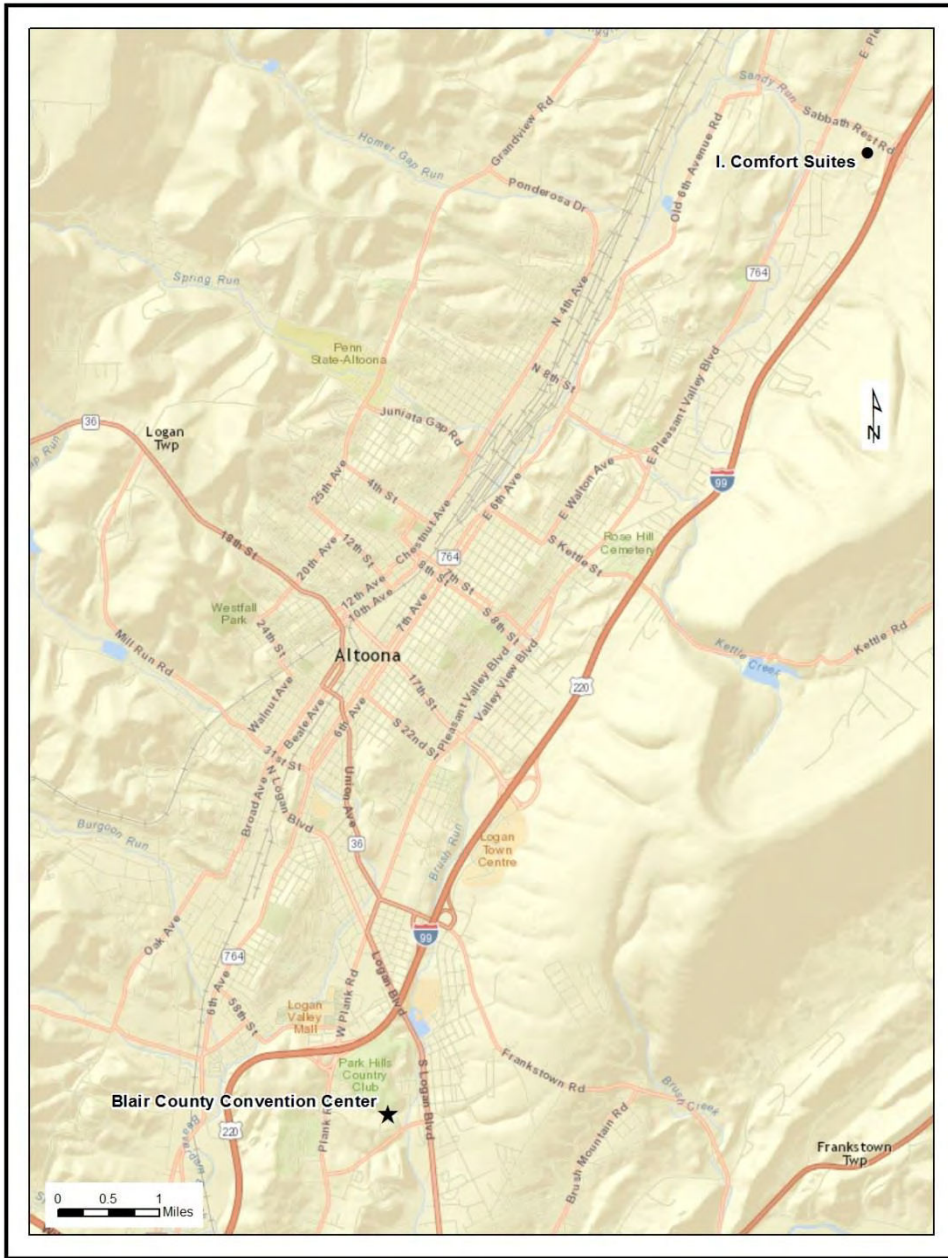 Sandy Run
E Ple
Sabbath Rest Rd
Grandview Rd
Homer Gap Run
I. Comfort Suites
Ponderosa Dr
Old 6th Avenue Rd
764
Spring Run
N 4th Ave
Penn
State-Altoona
E Pleasant Valley Blvd
N 8th St
36
Logan
Twp
Juniata Gap Rd
N
ap Run
25th Ave
4th St
E 6th Ave
E Walton Ave
99
Chestnut Ave
18th St
12th St
20th Ave
764
Rose Hill
Cemetery
S Kettle St
7th St
8th St
12th Ave
10th Ave
Westfall
Park
7th Ave
S 8th St
24th St
Mill Run Rd
Kettle Rd
Kettle Creek
Altoona
17th St
220
Pleasant Valley Blvd
Valley View Blvd
Walnut Ave
Beale Ave
6th Ave
S 22nd St
31st St
N Logan Blvd
Union Ave
Broad Ave
Burgoon Run
36
Brush Run
Logan
Town
Centre
99
Oak Ave
764
Logan Blvd
W Plank Rd
6th Ave
58th St
Logan
Valley
Mall
Park Hills
Country
Club
S Logan Blvd
Frankstown Rd
Brush Creek
Blair County Convention Center
220
Plank R
Brush Mountain Rd
Frankstown
Twp
0 0.5 1
Miles